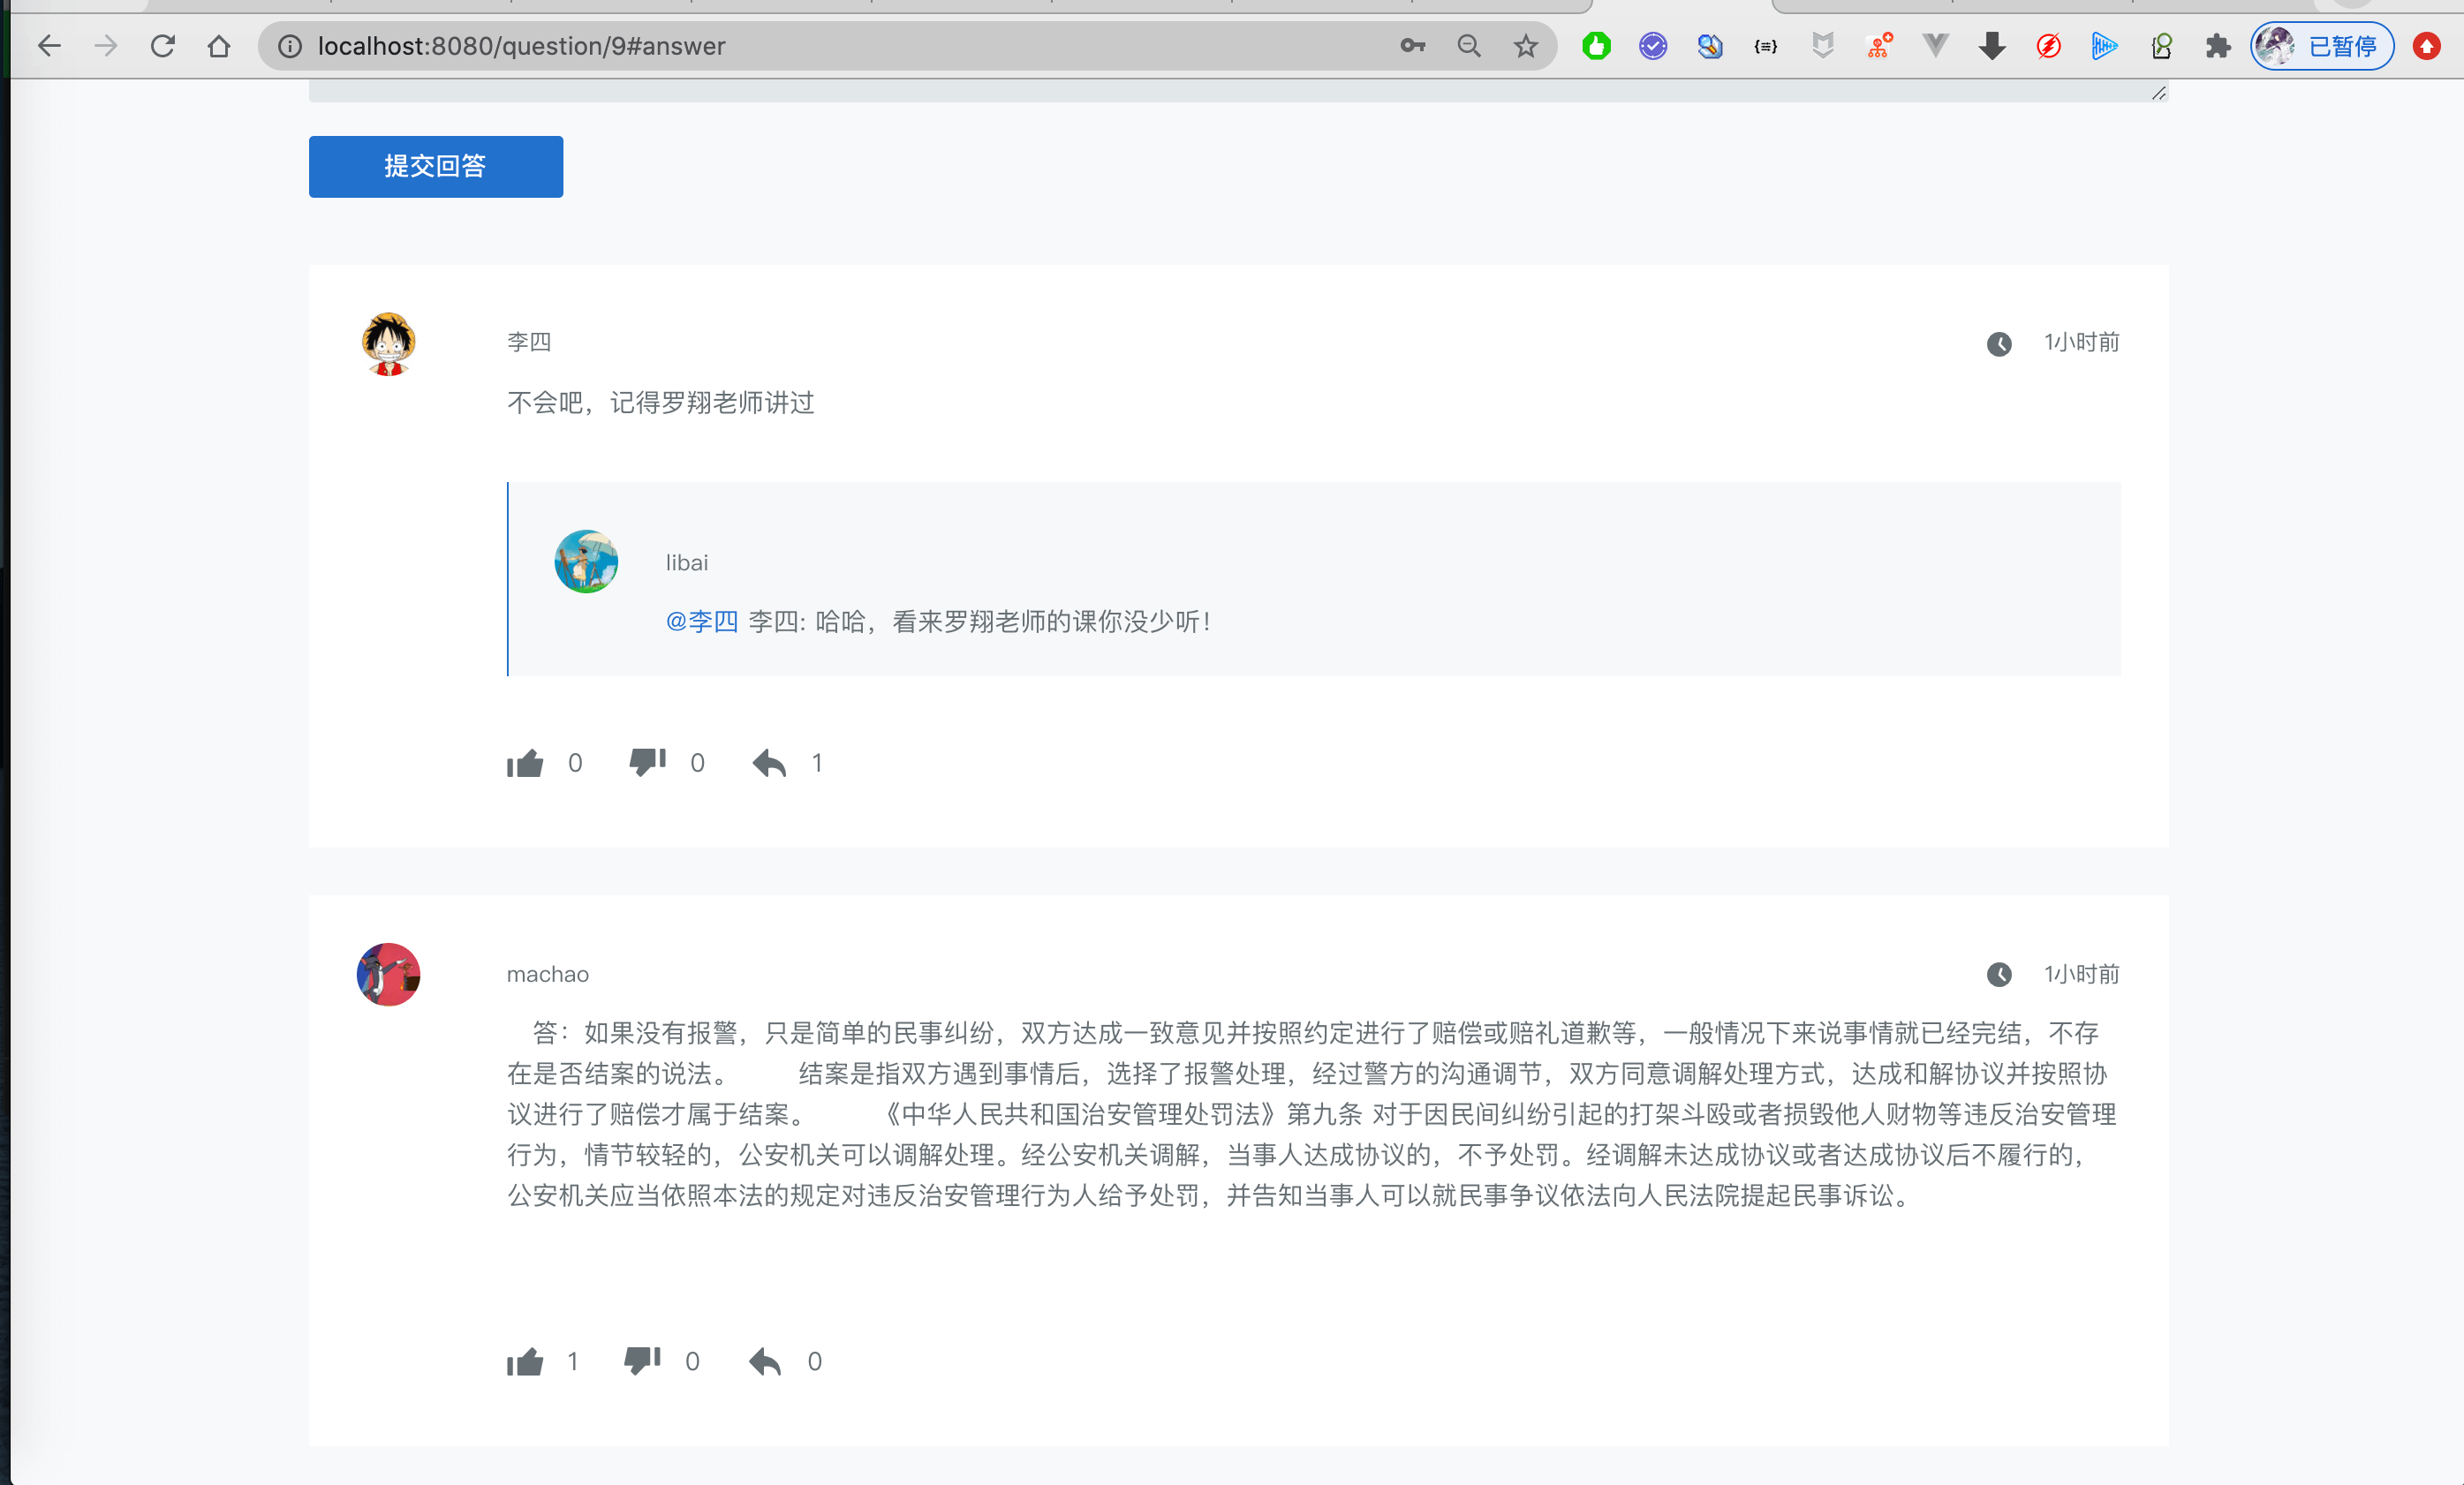 localhost:8080/question/9#answer
已暂停
提交回答
李四
1小时前
不会吧，记得罗翔老师讲过
libai
@李四 李四: 哈哈，看来罗翔老师的课你没少听！
0 0 1
machao
1小时前
答：如果没有报警，只是简单的民事纠纷，双方达成一致意见并按照约定进行了赔偿或赔礼道歉等，一般情况下来说事情就已经完结，不存
在是否结案的说法。 结案是指双方遇到事情后，选择了报警处理，经过警方的沟通调节，双方同意调解处理方式，达成和解协议并按照协
议进行了赔偿才属于结案。 《中华人民共和国治安管理处罚法》第九条 对于因民间纠纷引起的打架斗殴或者损毁他人财物等违反治安管理
行为，情节较轻的，公安机关可以调解处理。经公安机关调解，当事人达成协议的，不予处罚。经调解未达成协议或者达成协议后不履行的，
公安机关应当依照本法的规定对违反治安管理行为人给予处罚，并告知当事人可以就民事争议依法向人民法院提起民事诉讼。
1 0 0